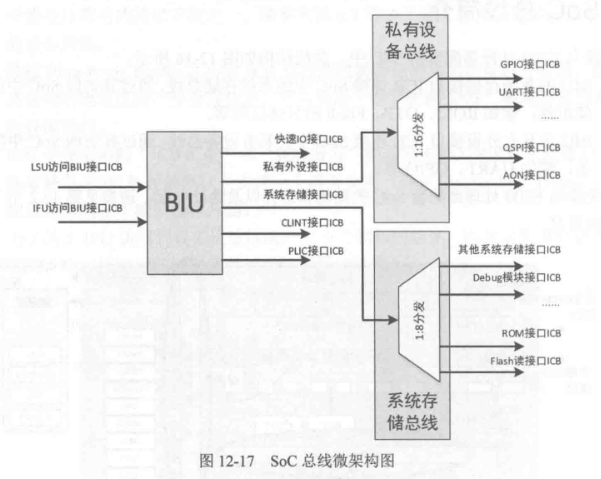 私有设
备总线
GPIO接口ICB
UART接口ICB
......
1:16分发
QSPI接口ICB
AON接口ICB
快速IO接口ICB
私有外设接口ICB
LSU访问BIU接口ICB
BIU
系统存储接口ICB
IFU访问BIU接口ICB
CLINT接口ICB
PLIC接口ICB
其他系统存储接口ICB
Debug模块接口ICB
......
1:8分发
ROM接口ICB
Flash读接口ICB
系统存
储总线
图 12-17 SoC 总线微架构图